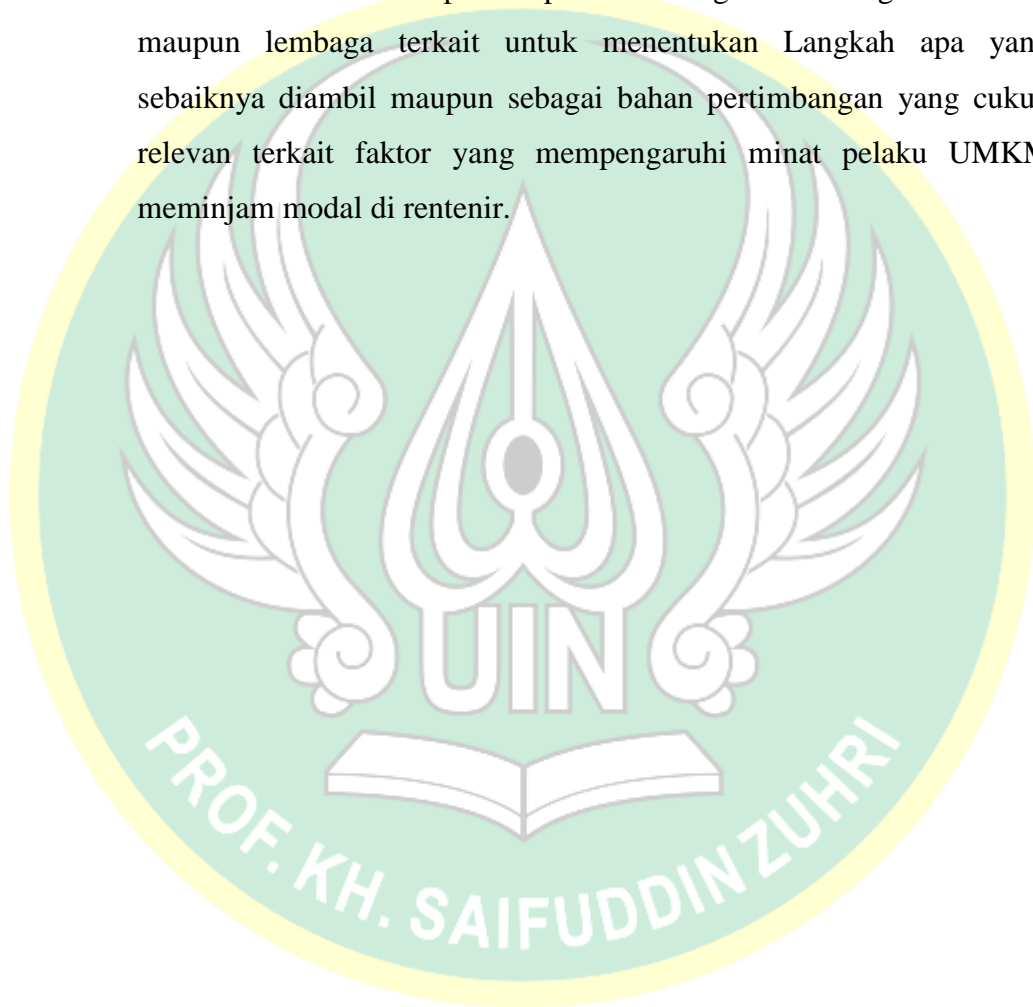 maupun lembaga terkait untuk menentukan Langkah apa yan
sebaiknya diambil maupun sebagai bahan pertimbangan yang cuku
relevan terkait faktor yang mempengaruhi minat pelaku UMKM
meminjam modal di rentenir.
UIN
PROF. KH. SAIFUDDIN ZUHRI